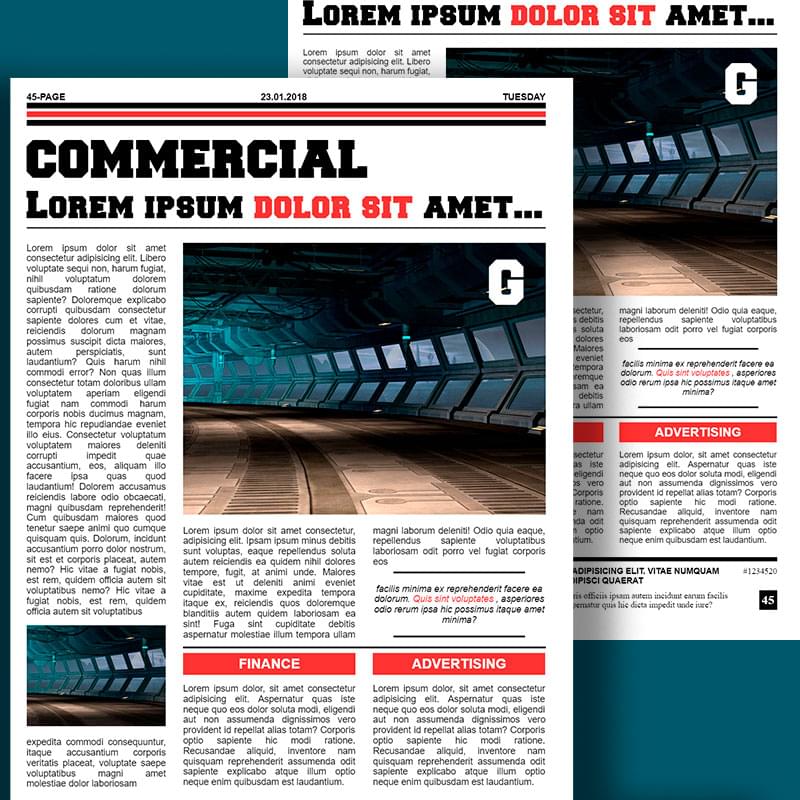 LOREM IPSUM DOLOR SIT AMET...
Lorem ipsum dolor sit amet
consectetur adipisicing elit. Libero
voluptate sequi non, harum fugiat,
G
45-PAGE 23.01.2018 TUESDAY
COMMERCIAL
LOREM IPSUM DOLOR SIT AMET...
Lorem ipsum dolor sit amet
consectetur adipisicing elit. Libero
voluptate sequi non, harum fugiat,
nihil voluptatum dolorem
quibusdam ratione dolorum
sapiente? Doloremque explicabo
corrupti quibusdam consectetur
sapiente dolores cum et vitae,
reiciendis dolorum magnam
possimus suscipit dicta maiores,
autem perspiciatis, sunt
laudantium? Quis harum nihil
commodi error? Non quas illum
consectetur totam doloribus ullam
voluptatem aperiam eligendi
fugiat nam commodi harum
corporis nobis ducimus magnam,
tempora hic repudiandae eveniet
illo eius. Consectetur voluptatum
voluptatem maiores deleniti
corrupti impedit quae
accusantium, eos, aliquam illo
facere ipsa quas quod
laudantium! Dolorem accusamus
reiciendis labore odio obcaecati,
magni quibusdam reprehenderit!
Cum quibusdam maiores quod
tenetur saepe animi quo cumque
quisquam quis. Dolorum, incidunt
accusantium porro dolor nostrum,
sit est et corporis placeat, autem
nemo? Hic vitae a fugiat nobis,
est rem, quidem officia autem sit
voluptatibus nemo? Hic vitae a
fugiat nobis, est rem, quidem
officia autem sit voluptatibus
expedita commodi consequuntur,
itaque accusantium corporis
veritatis placeat, voluptate saepe
voluptatibus magni amet
molestiae dolor laboriosam
G
Lorem ipsum dolor sit amet consectetur,
adipisicing elit. Ipsam ipsum minus debitis
sunt voluptas, eaque repellendus soluta
autem reiciendis ea quidem nihil dolores
tempore, fugit, at animi unde. Maiores
vitae est ut deleniti animi eveniet
cupiditate, maxime expedita tempora
itaque ex, reiciendis quos doloremque
blanditiis autem quidem laboriosam ea
sint! Fuga sint cupiditate debitis
aspernatur molestiae illum tempora ullam
magni laborum deleniti! Odio quia eaque,
repellendus sapiente voluptatibus
laboriosam odit porro vel fugiat corporis
eos
facilis minima ex reprehenderit facere ea
dolorum. Quis sint voluptates , asperiores
odio rerum ipsa hic possimus itaque amet
minima?
FINANCE
Lorem ipsum dolor, sit amet consectetur
adipisicing elit. Aspernatur quas iste
neque quo eos dolor soluta modi, eligendi
aut non assumenda dignissimos vero
provident id repellat alias totam? Corporis
optio sapiente hic modi ratione.
Recusandae aliquid, inventore nam
quisquam reprehenderit assumenda odit
sapiente explicabo atque illum optio
neque enim quibusdam est laudantium.
ADVERTISING
Lorem ipsum dolor, sit amet consectetur
adipisicing elit. Aspernatur quas iste
neque quo eos dolor soluta modi, eligendi
aut non assumenda dignissimos vero
provident id repellat alias totam? Corporis
optio sapiente hic modi ratione.
Recusandae aliquid, inventore nam
quisquam reprehenderit assumenda odit
sapiente explicabo atque illum optio
neque enim quibusdam est laudantium.
magni laborum deleniti! Odio quia eaque,
repellendus sapiente voluptatibus
laboriosam odit porro vel fugiat corporis
eos
facilis minima ex reprehenderit facere ea
dolorum. Quis sint voluptates , asperiores
odio rerum ipsa hic possimus itaque amet
minima?
ADVERTISING
Lorem ipsum dolor, sit amet consectetur
adipisicing elit. Aspernatur quas iste
neque quo eos dolor soluta modi, eligendi
aut non assumenda dignissimos vero
provident id repellat alias totam? Corporis
optio sapiente hic modi ratione.
Recusandae aliquid, inventore nam
quisquam reprehenderit assumenda odit
sapiente explicabo atque illum optio
neque enim quibusdam est laudantium.
ADIPISICING ELIT. VITAE NUMQUAM #1234520
QUAERAT
officiis ipsam autem incidunt earum facilis
quis hic dicta impedit unde iure?
45